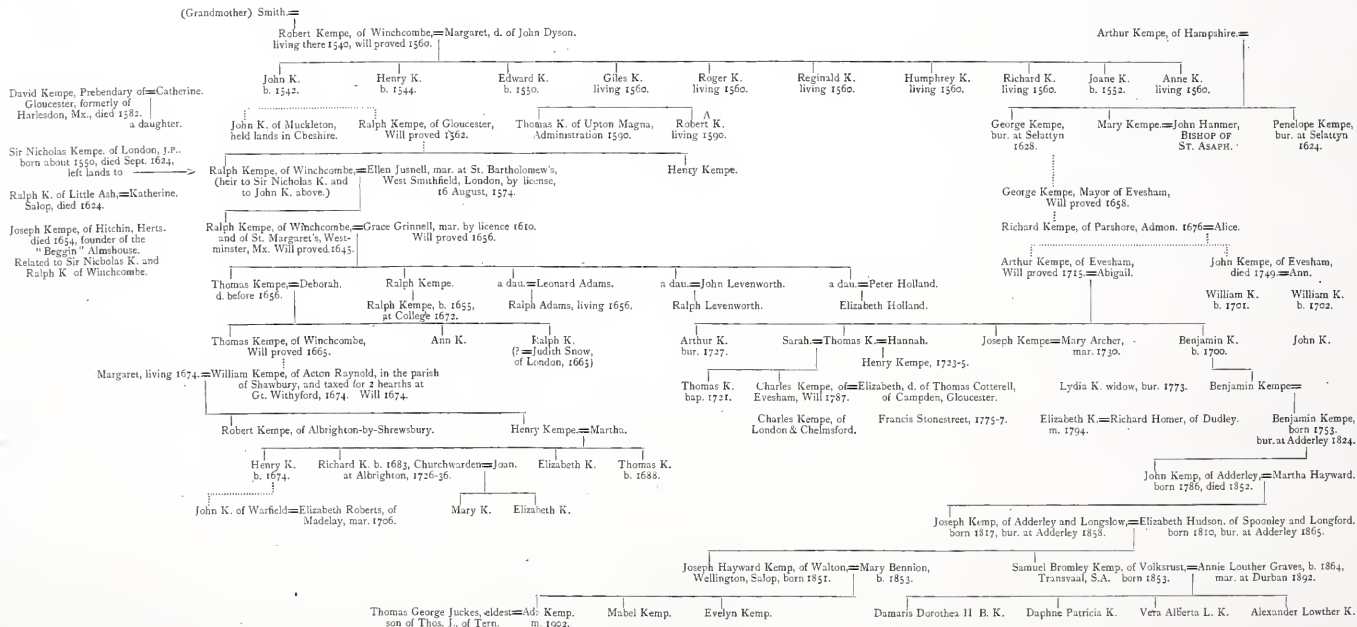 (Grandmother) Smith.=
Robert Kempe, of Winchcombe,=Margaret, d. of John Dyson.
living there 1540, will proved 1560.
Arthur Kempe, of Hampshire.=
John K.
b. 1542.
Henry K.
b. 1544.
Edward K.
b. 1550.
Giles K.
living 1560.
Roger K.
living 1560.
Reginald K.
living 1560.
Humphrey K.
living 1560.
Richard K.
living 1560.
Joane K.
b. 1552.
Anne K.
living 1560.
David Kempe, Prebendary of=Catherine.
Gloucester, formerly of
Harlesdon, Mx., died 1582.
a daughter.
John K. of Muckleton,
held lands in Cheshire.
Ralph Kempe, of Gloucester,
Will proved 1562.
Thomas K. of Upton Magna,
Administration 1590.
Robert K.
living 1590.
George Kempe,
bur. at Selattyn
1628.
Mary Kempe.=John Hanmer,
BISHOP OF
ST. ASAPH.
Penelope Kempe,
bur. at Selattyn
1624.
Sir Nicholas Kempe. of London, J.P.,
born about 1550, died Sept. 1624,
left lands to
Ralph Kempe, of Winchcombe,=Ellen Jusnell, mar. at St. Bartholomew's,
(heir to Sir Nicholas K. and
to John K. above.)
West Smithfield, London, by license,
16 August, 1574.
Henry Kempe.
Ralph K. of Little Ash,=Katherine.
Salop, died 1624.
George Kempe, Mayor of Evesham,
Will proved 1658.
Joseph Kempe, of Hitchin, Herts.
died 1654, founder of the
"Beggin" Almshouse.
Related to Sir Nicholas K. and
Ralph K of Winchcombe.
Ralph Kempe, of Winchcombe,=Grace Grinnell, mar. by licence 1610.
and of St. Margaret's, West-
minster, Mx. Will proved 1645.
Will proved 1656.
Richard Kempe, of Parshore, Admon. 1676=Alice.
Arthur Kempe, of Evesham,
Will proved 1715.=Abigail.
John Kempe, of Evesham,
died 1749=Ann.
Thomas Kempe,=Deborah.
d. before 1656.
Ralph Kempe.
a dau.=Leonard Adams.
a dau.=John Levenworth.
a dau.=Peter Holland.
Ralph Kempe, b. 1655,
at College 1672.
Ralph Adams, living 1656.
Ralph Levenworth.
Elizabeth Holland.
William K.
b. 1701.
William K.
b. 1702.
Thomas Kempe, of Winchcombe,
Will proved 1665.
Ann K.
Ralph K.
(?=Judith Snow,
of London, 1665)
Arthur K.
bur. 1727.
Sarah.=Thomas K.=Hannah.
Henry Kempe, 1723-5.
Joseph Kempe=Mary Archer,
mar. 1730.
Benjamin K.
b. 1700.
John K.
Margaret, living 1674.=William Kempe, of Acton Raynold, in the parish
of Shawbury, and taxed for 2 hearths at
Gt. Withyford, 1674. Will 1674.
Thomas K.
bap. 1721.
Charles Kempe, of=Elizabeth, d. of Thomas Cotterell,
Evesham, Will 1787.
of Campden, Gloucester.
Lydia K. widow, bur. 1773.
Benjamin Kempe=
Robert Kempe, of Albrighton-by-Shrewsbury.
Henry Kempe.=Martha.
Charles Kempe, of
London & Chelmsford.
Francis Stonestreet, 1775-7.
Elizabeth K.=Richard Homer, of Dudley.
m. 1794.
Benjamin Kempe,
born 1753.
bur. at Adderley 1824.
Henry K.
b. 1674.
Richard K. b. 1683, Churchwarden=Joan.
at Albrighton, 1726-36.
Elizabeth K.
Thomas K.
b. 1688.
John Kemp, of Adderley,=Martha Hayward.
born 1786, died 1852.
John K. of Warfield=Elizabeth Roberts, of
Madelay, mar. 1706.
Mary K.
Elizabeth K.
Joseph Kemp, of Adderley and Longslow,=Elizabeth Hudson. of Spoonley and Longford.
born 1817, bur. at Adderley 1858.
born 1810, bur. at Adderley 1865.
Joseph Hayward Kemp, of Walton,=Mary Bennion,
Wellington, Salop, born 1851.
b. 1853.
Samuel Bromley Kemp, of Volksrust,=Annie Louther Graves, b. 1864,
Transvaal, S.A. born 1853.
mar. at Durban 1892.
Thomas George Juckes, eldest=Ada Kemp.
son of Thos. J., of Tern.
m. 1902.
Mabel Kemp.
Evelyn Kemp.
Damaris Dorothea H B. K.
Daphne Patricia K.
Vera Alberta L. K.
Alexander Lowther K.